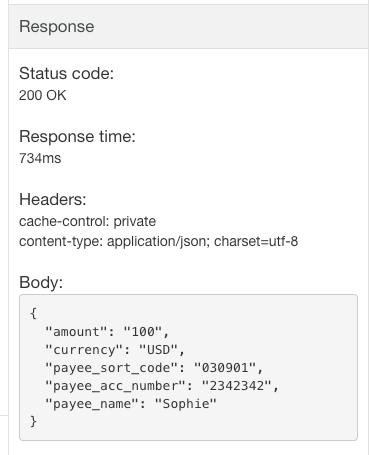 Response
Status code:
200 OK
Response time:
734ms
Headers:
cache-control: private
content-type: application/json; charset=utf-8
Body:
{
  "amount": "100",
  "currency": "USD",
  "payee_sort_code": "030901",
  "payee_acc_number": "2342342",
  "payee_name": "Sophie"
}